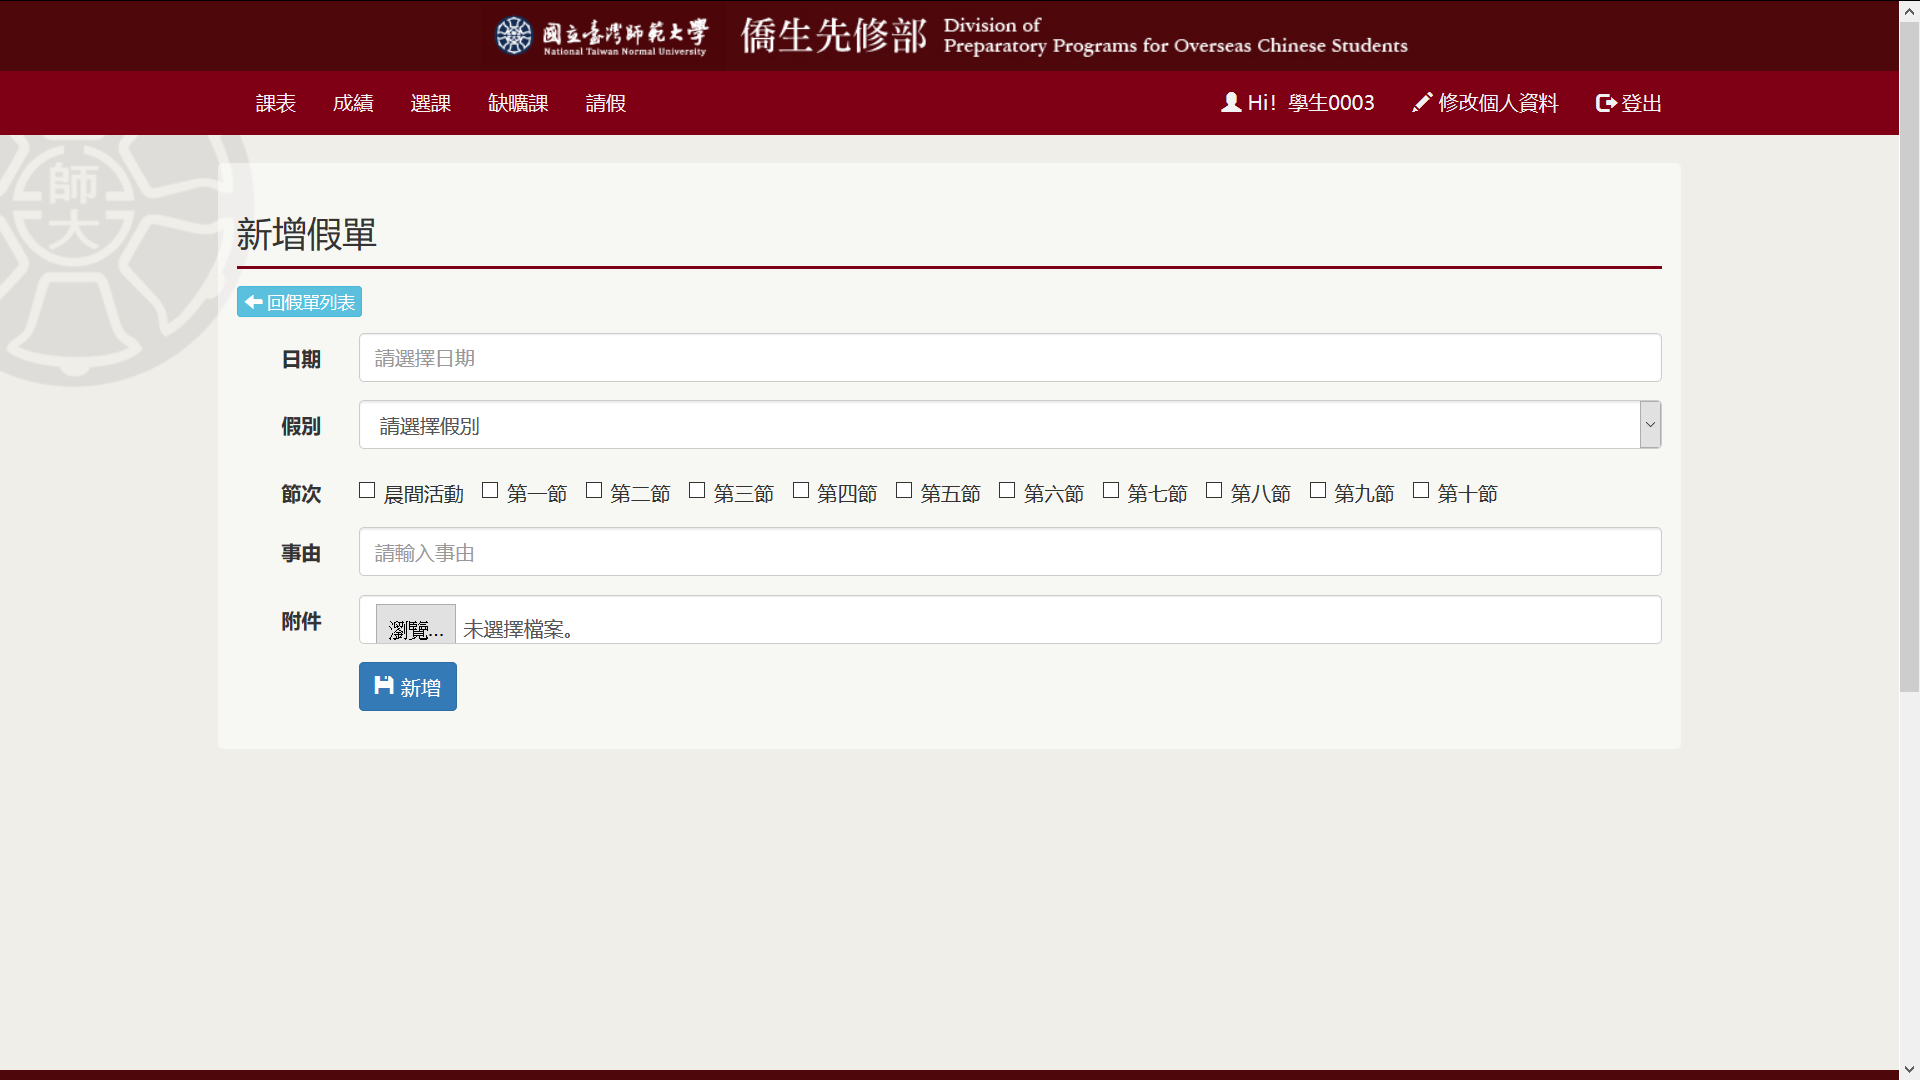 國立臺灣師範大學
National Taiwan Normal University
僑生先修部
Division of
Preparatory Programs for Overseas Chinese Students
課表 成績 選課 缺曠課 請假 Hi! 學生0003 修改個人資料 登出
師大
新增假單
回假單列表
日期 請選擇日期
假別 請選擇假別
節次 晨間活動 第一節 第二節 第三節 第四節 第五節 第六節 第七節 第八節 第九節 第十節
事由 請輸入事由
附件 瀏覽... 未選擇檔案。
新增